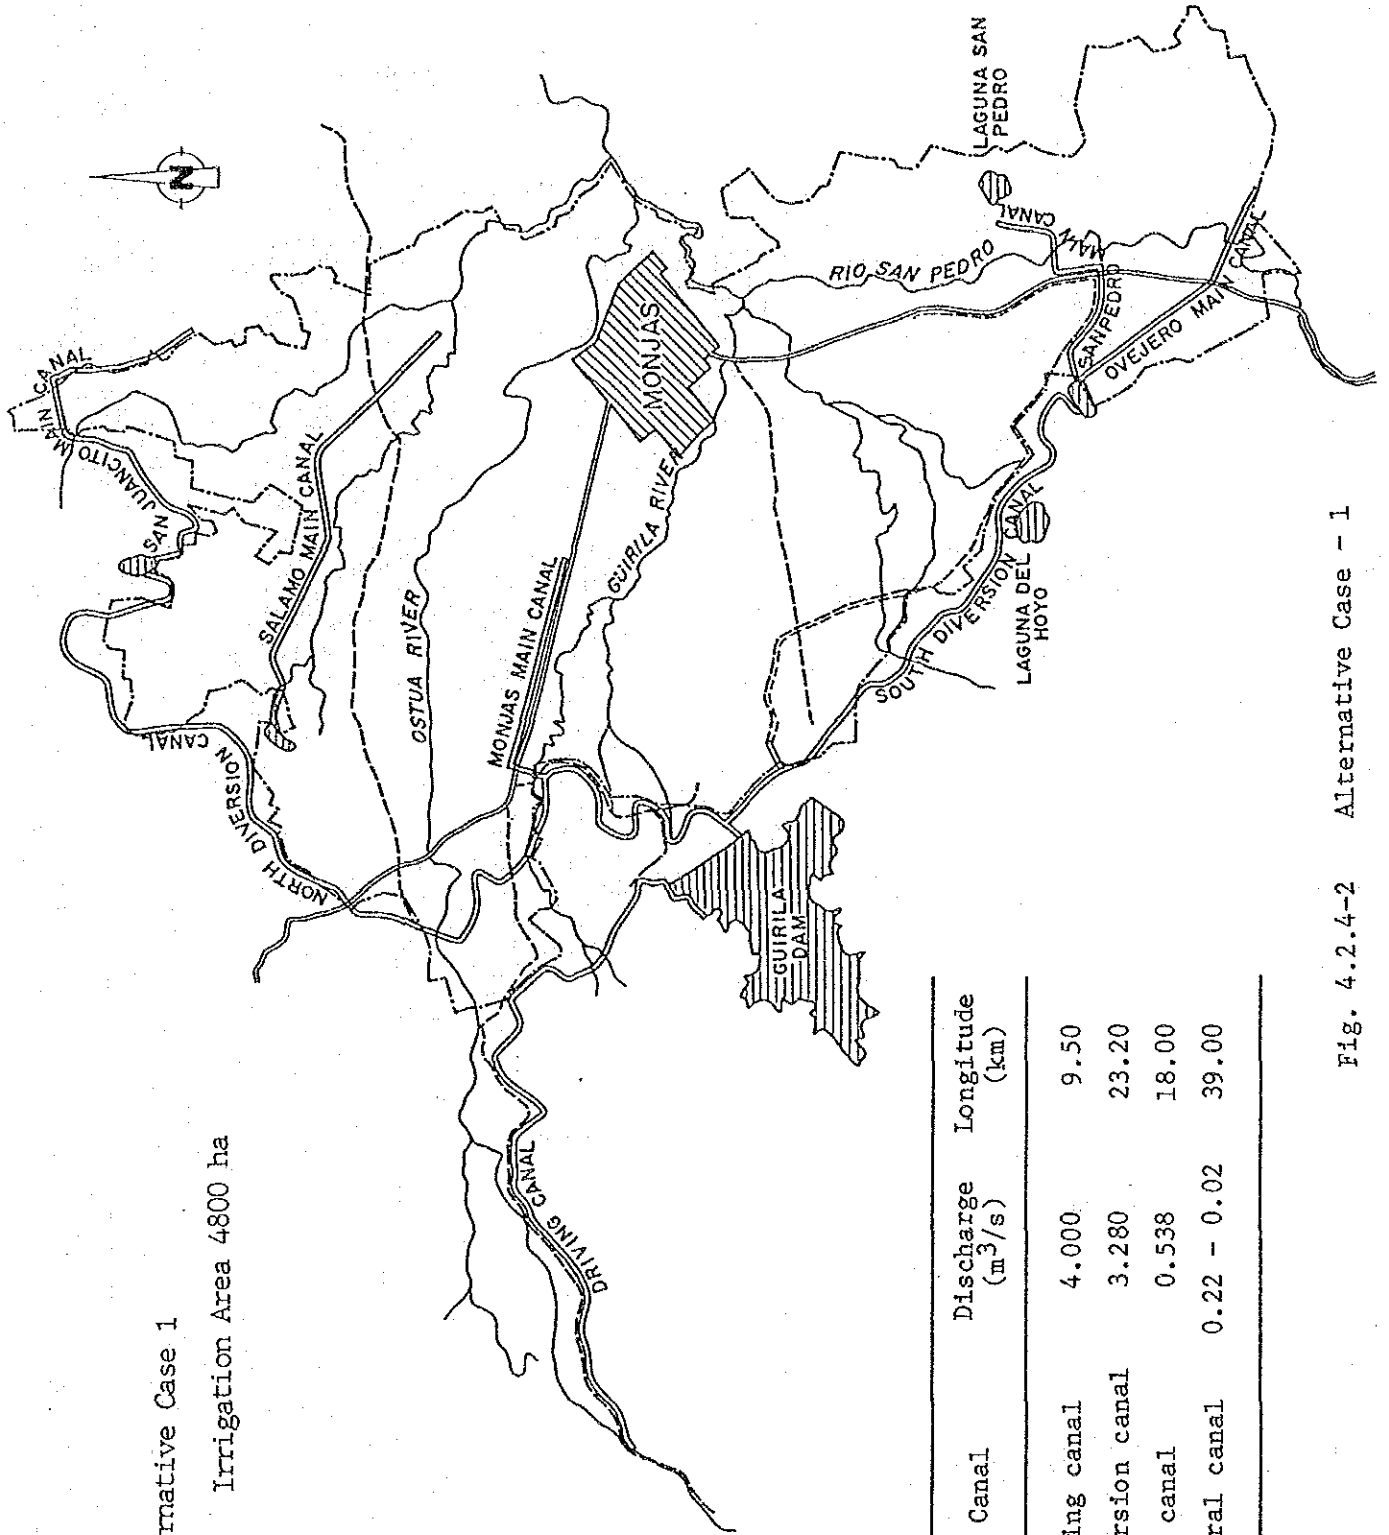 rnative Case 1
Irrigation Area 4800 ha
N
NORTH DIVERSION CANAL
SAN JUANCITO MAIN CANAL
SALAMO MAIN CANAL
OSTUA RIVER
MONJAS MAIN CANAL
GUIRILA RIVER
MONJAS
DRIVING CANAL
GUIRILA
DAM
SOUTH DIVERSION CANAL
LAGUNA DEL
HOYO
RIO SAN PEDRO
LAGUNA SAN
PEDRO
SANPEDRO MAIN CANAL
OVEJERO MAIN CANAL
Canal Discharge Longitude
(m³/s) (km)
ing canal 4.000 9.50
rsion canal 3.280 23.20
canal 0.538 18.00
ral canal 0.22 - 0.02 39.00
Fig. 4.2.4-2 Alternative Case - 1